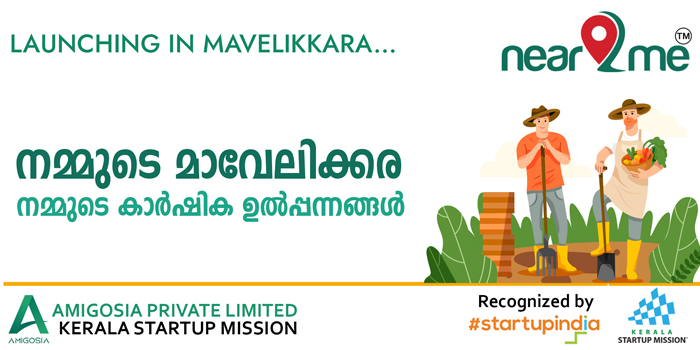 LAUNCHING IN MAVELIKKARA...
near2me TM
നമ്മുടെ മാവേലിക്കര
നമ്മുടെ കാർഷിക ഉൽപ്പന്നങ്ങൾ
AMIGOSIA
AMIGOSIA PRIVATE LIMITED
KERALA STARTUP MISSION
Recognized by
#startupindia
KERALA
STARTUP MISSION